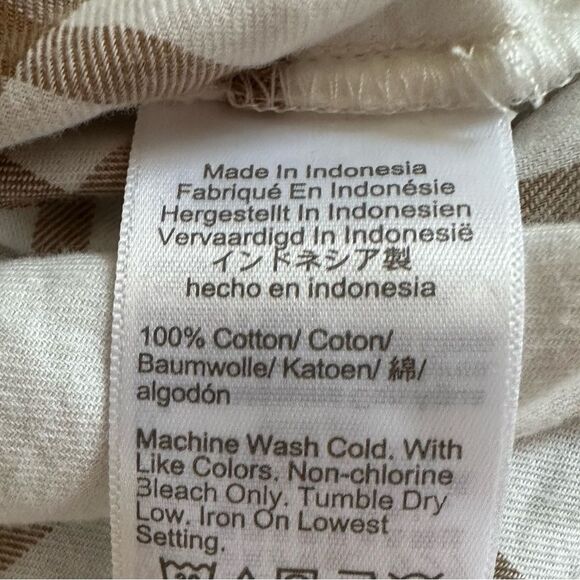 Made In Indonesia
Fabriqué En Indonésie
Hergestellt In Indonesien
Vervaardigd In Indonesië
インドネシア製
hecho en indonesia
100% Cotton/ Coton/
Baumwolle/ Katoen/ 綿/
algodón
Machine Wash Cold. With
Like Colors. Non-chlorine
Bleach Only. Tumble Dry
Low. Iron On Lowest
Setting.